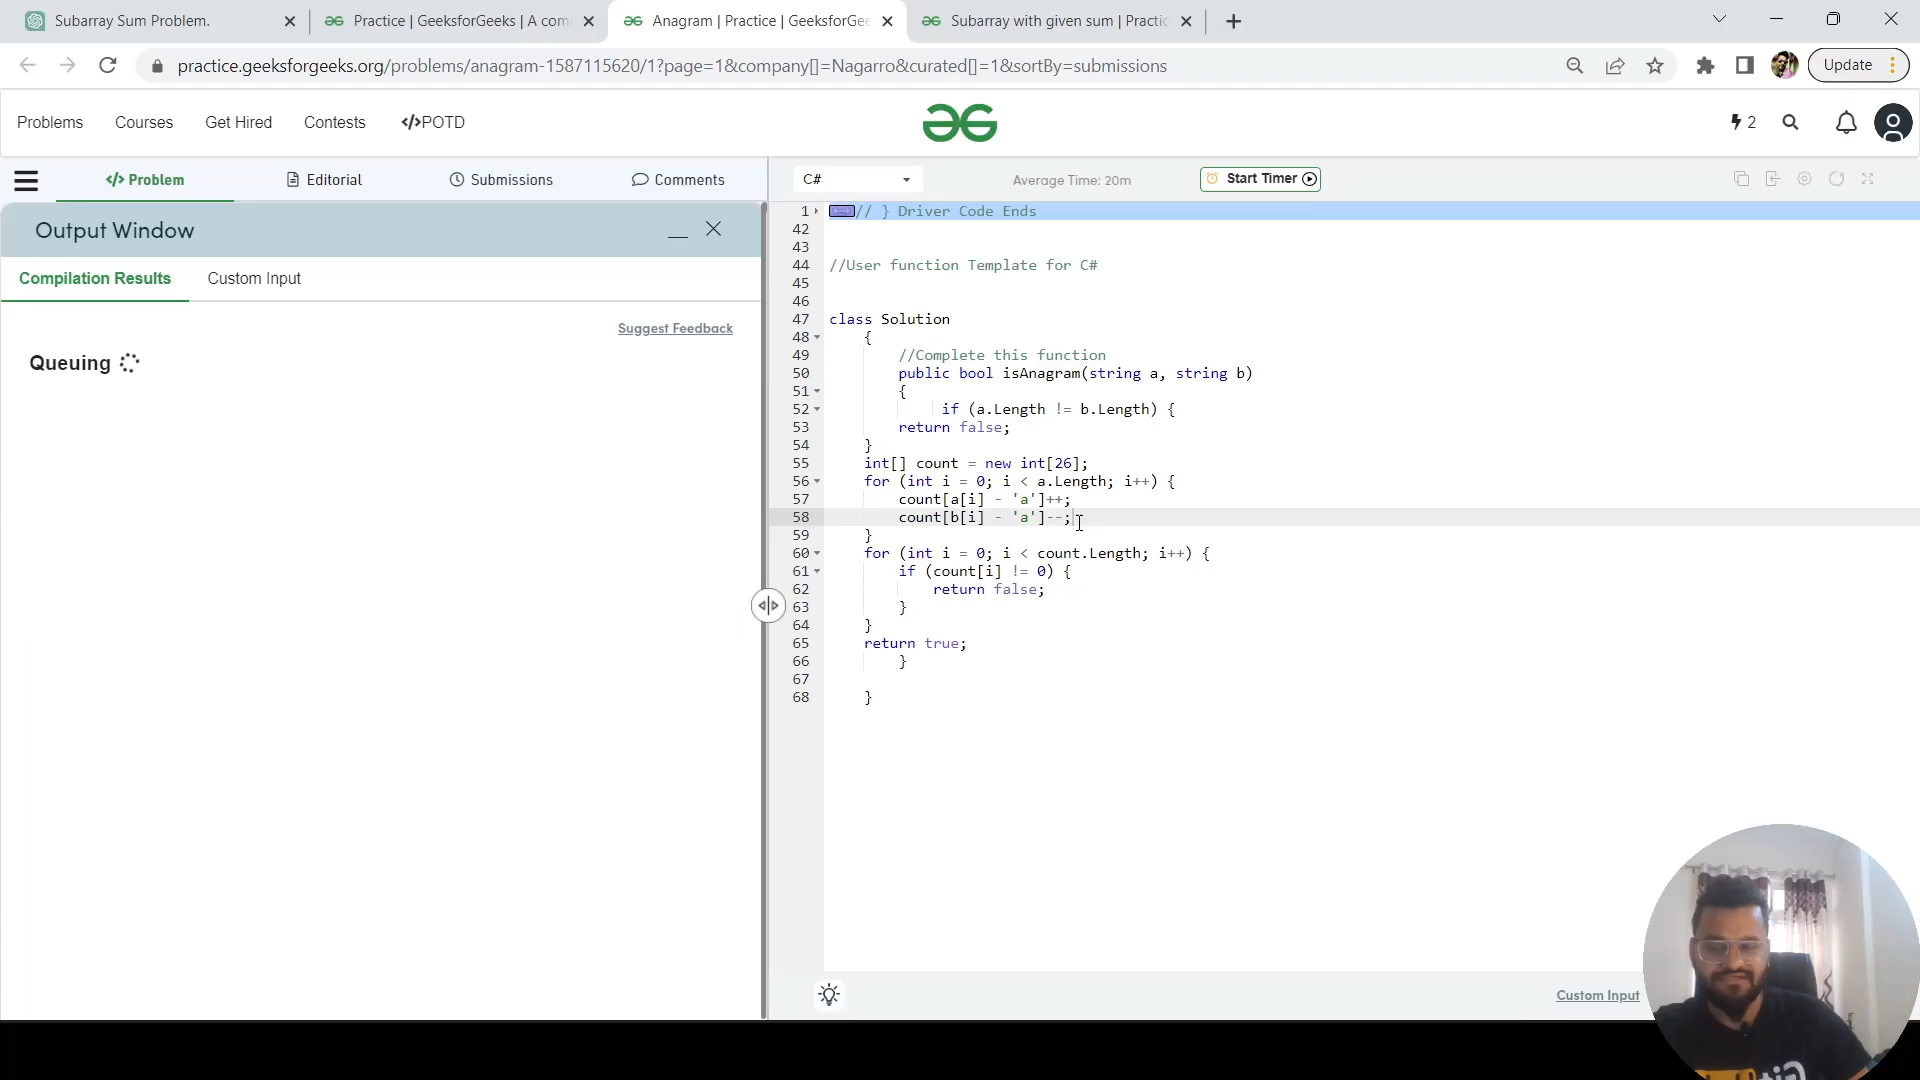 Subarray Sum Problem.
Practice | GeeksforGeeks | A com
Anagram | Practice | GeeksforGee
Subarray with given sum | Practic
practice.geeksforgeeks.org/problems/anagram-1587115620/1?page=1&company[]=Nagarro&curated[]=1&sortBy=submissions
Update
Problems
Courses
Get Hired
Contests
</>POTD
2
</> Problem
Editorial
Submissions
Comments
C#
Average Time: 20m
Start Timer
Output Window
Compilation Results
Custom Input
Suggest Feedback
Queuing
1 // } Driver Code Ends
42
43
44 //User function Template for C#
45
46
47 class Solution
48 {
49 //Complete this function
50 public bool isAnagram(string a, string b)
51 {
52 if (a.Length != b.Length) {
53 return false;
54 }
55 int[] count = new int[26];
56 for (int i = 0; i < a.Length; i++) {
57 count[a[i] - 'a']++;
58 count[b[i] - 'a']--;
59 }
60 for (int i = 0; i < count.Length; i++) {
61 if (count[i] != 0) {
62 return false;
63 }
64 }
65 return true;
66 }
67
68 }
Custom Input